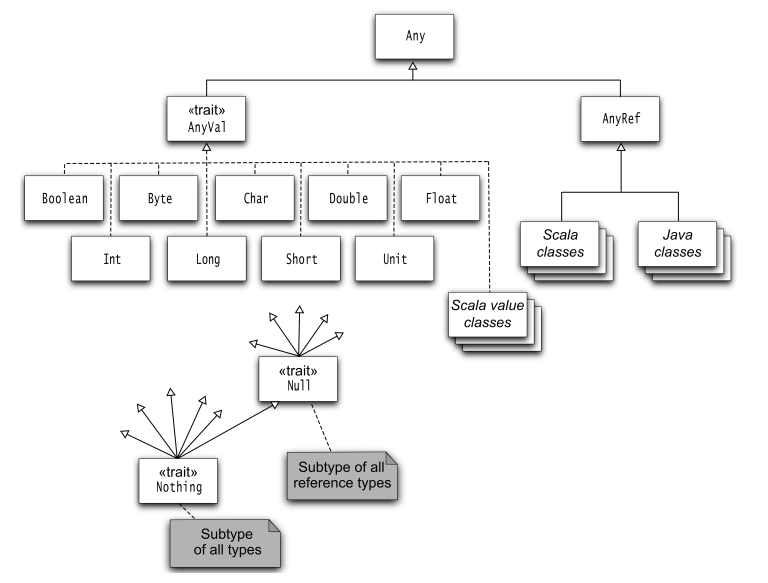 Any
«trait»
AnyVal
AnyRef
Boolean
Byte
Char
Double
Float
Int
Long
Short
Unit
Scala
classes
Java
classes
Scala value
classes
«trait»
Null
Subtype of all
reference types
«trait»
Nothing
Subtype
of all types